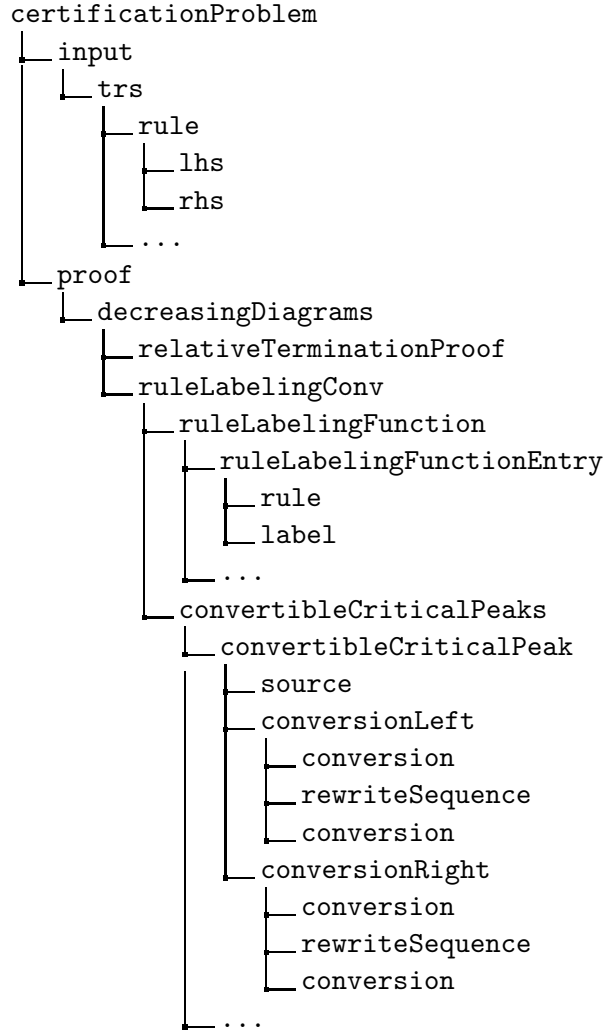 certificationProblem
input
trs
rule
lhs
rhs
...
proof
decreasingDiagrams
relativeTerminationProof
ruleLabelingConv
ruleLabelingFunction
ruleLabelingFunctionEntry
rule
label
...
convertibleCriticalPeaks
convertibleCriticalPeak
source
conversionLeft
conversion
rewriteSequence
conversion
conversionRight
conversion
rewriteSequence
conversion
...